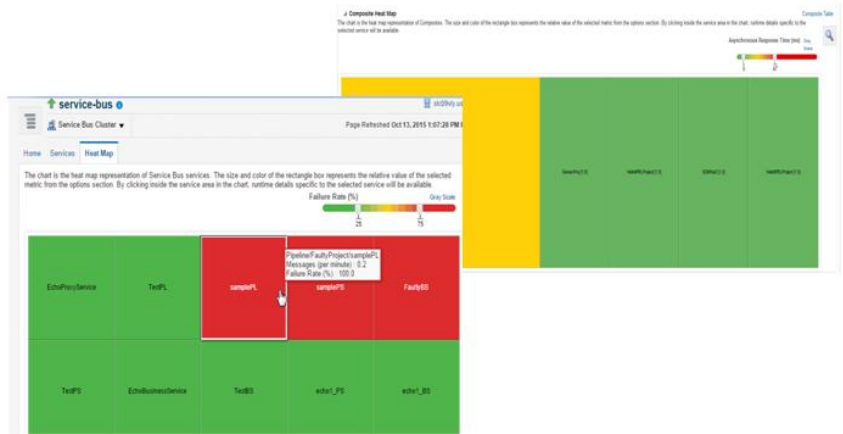 Composite Heat Map
Composite Table
The chart is the heat map representation of Composites. The size and color of the rectangle box represents the relative value of the selected metric from the options section. By clicking inside the service area in the chart, runtime details specific to the
selected service will be available.
Asynchronous Response Time (ms)
Gray
Scale
service-bus
Service Bus Cluster
Page Refreshed Oct 13, 2015 1:07:20 PM
Home Services Heat Map
The chart is the heat map representation of Service Bus services. The size and color of the rectangle box represents the relative value of the selected
metric from the options section. By clicking inside the service area in the chart, runtime details specific to the selected service will be available.
Failure Rate (%)
Gray Scale
25 75
Pipeline/FaultyProject/samplePL
Messages (per minute) : 0.2
Failure Rate (%) : 100.0
EchoProxyService TestPL samplePL samplePS FaultyBS
TestPS EchoBusinessService TestBS echo1_PS echo1_BS